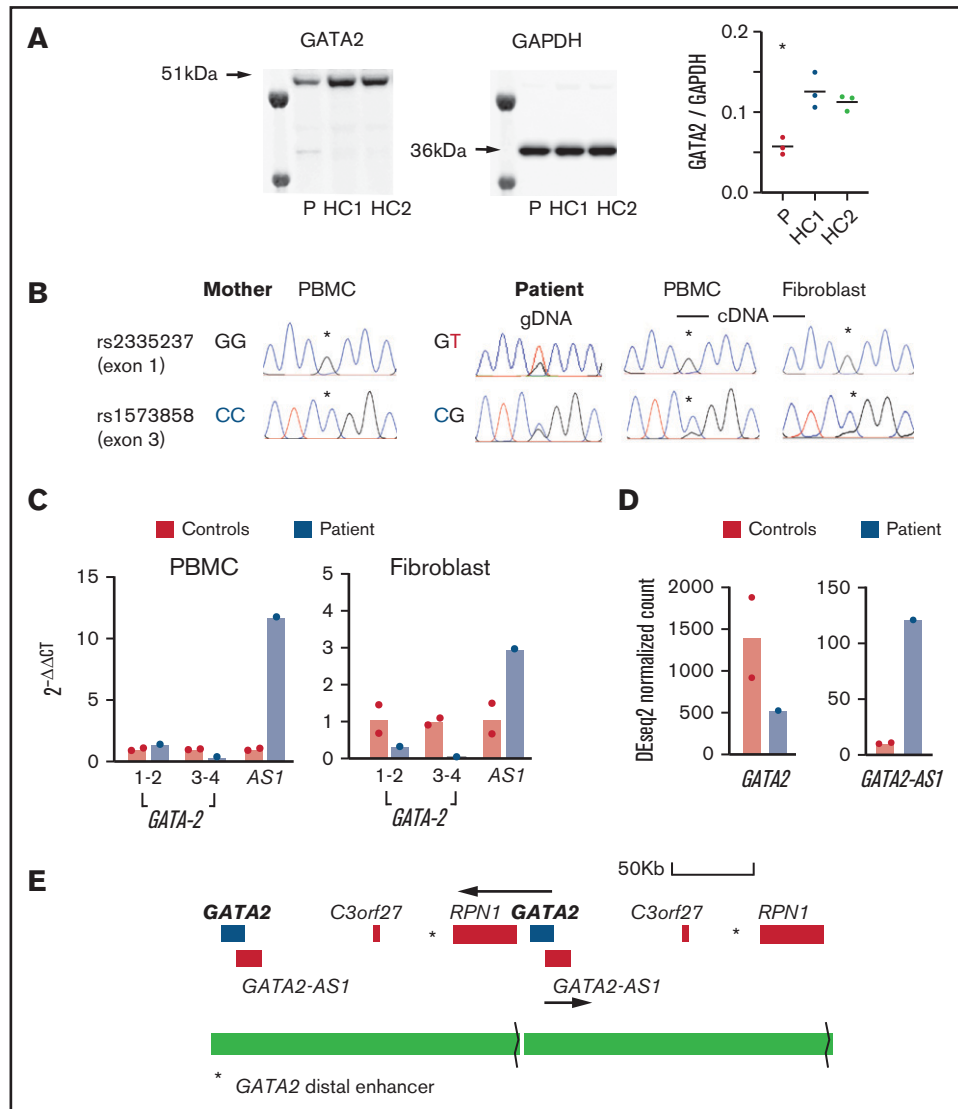 A
GATA2
GAPDH
51kDa
36kDa
P HC1 HC2
P HC1 HC2
GATA2 / GAPDH
0.2
0.1
0.0
*
P
HC1
HC2
B
Mother PBMC
Patient PBMC Fibroblast
gDNA cDNA
rs2335237 GG * GT * *
(exon 1)
rs1573858 CC * CG * *
(exon 3)
C
Controls Patient
PBMC
2-ΔΔCT
15
10
5
0
1-2 3-4 AS1
GATA-2
Fibroblast
5
4
3
2
1
0
1-2 3-4 AS1
GATA-2
D
Controls Patient
DEseq2 normalized count
2000
1500
1000
500
0
GATA2
150
100
50
0
GATA2-AS1
E
50Kb
GATA2 C3orf27 RPN1 GATA2 C3orf27 RPN1
* *
GATA2-AS1 GATA2-AS1
* GATA2 distal enhancer